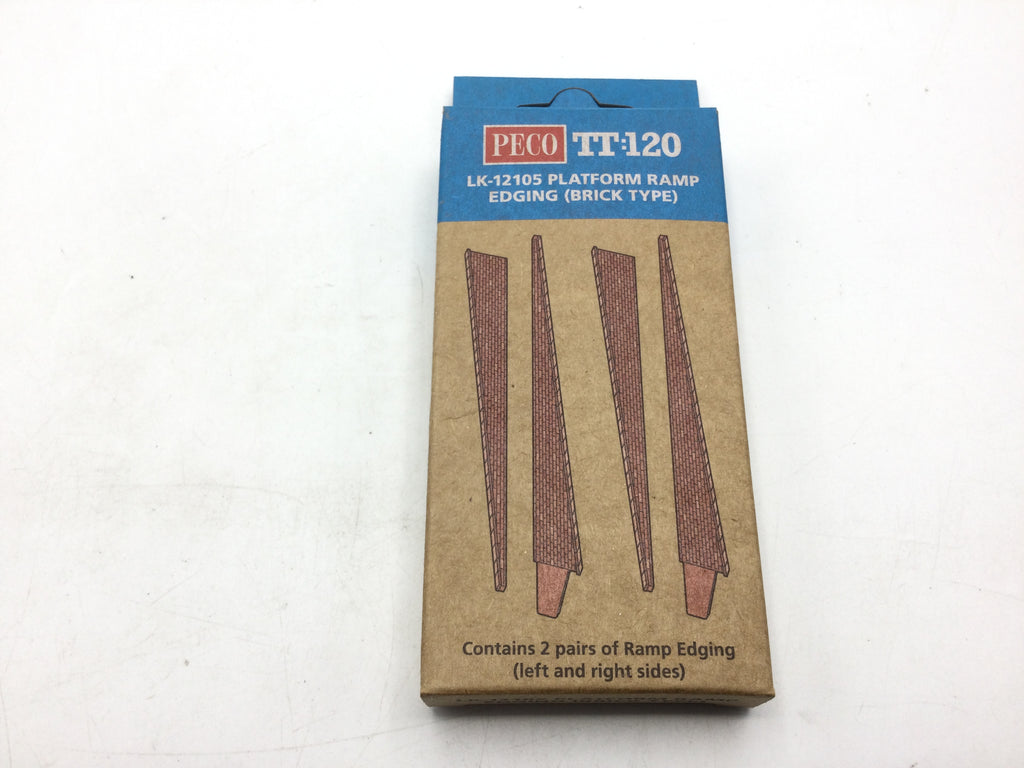 PECO TT:120
LK-12105 PLATFORM RAMP
EDGING (BRICK TYPE)
Contains 2 pairs of Ramp Edging
(left and right sides)